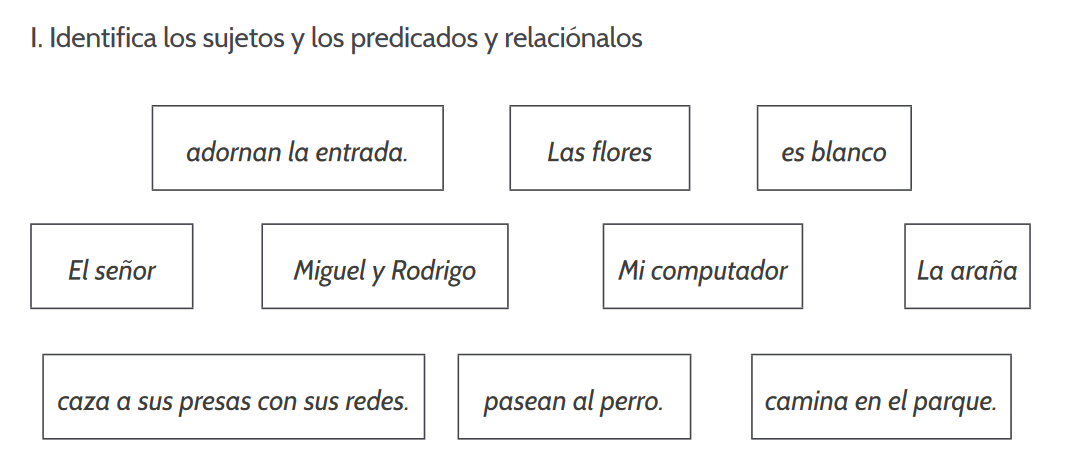 I. Identifica los sujetos y los predicados y relaciónalos
adornan la entrada. Las flores es blanco
El señor Miguel y Rodrigo Mi computador La araña
caza a sus presas con sus redes. pasean al perro. camina en el parque.